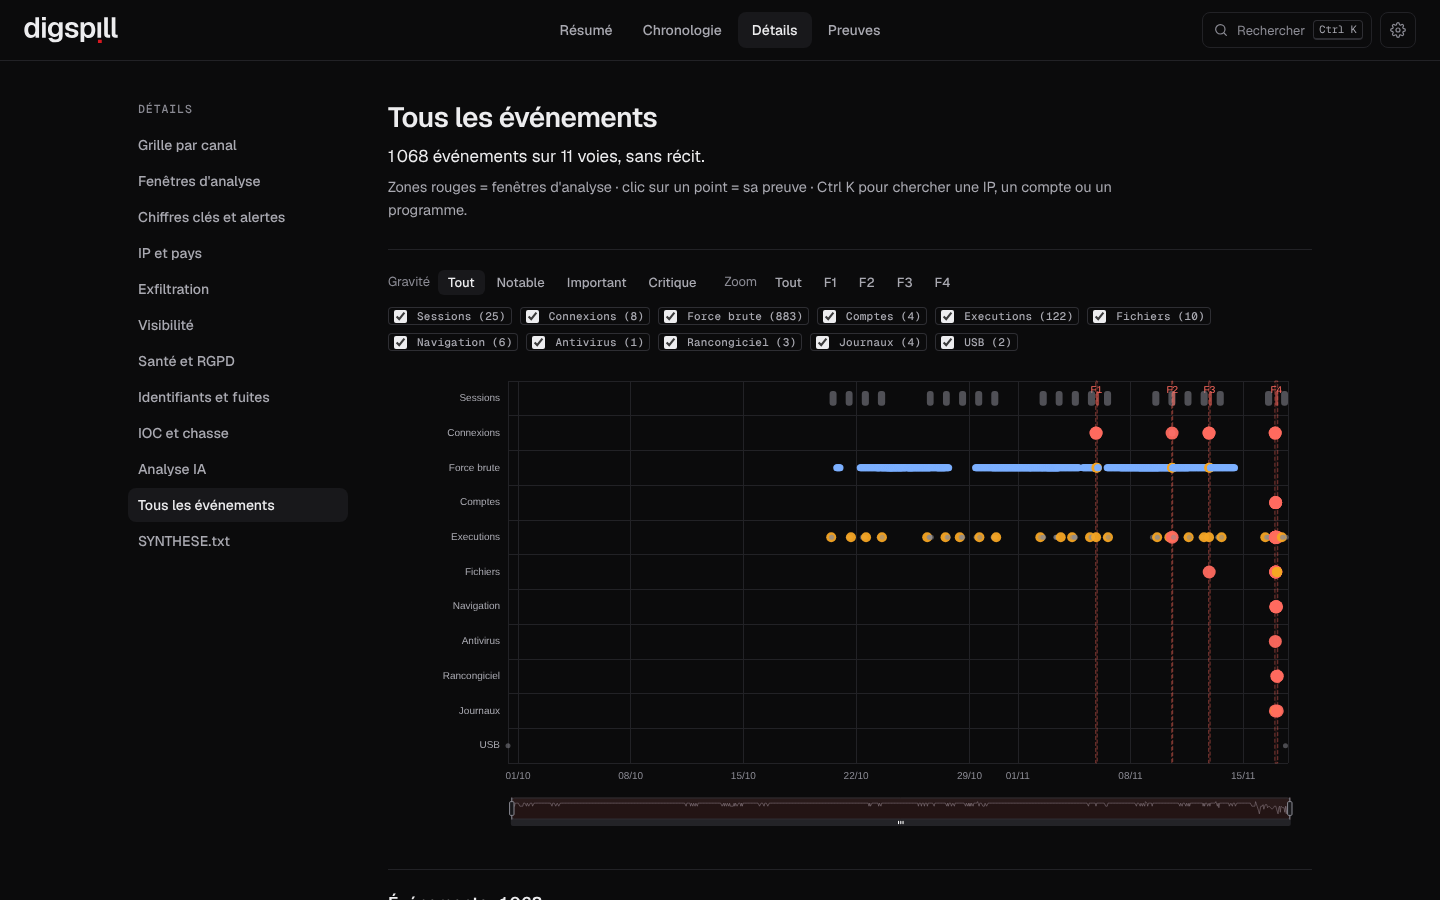 digspill
Résumé
Chronologie
Détails
Preuves
Rechercher
Ctrl K
DÉTAILS
Grille par canal
Fenêtres d'analyse
Chiffres clés et alertes
IP et pays
Exfiltration
Visibilité
Santé et RGPD
Identifiants et fuites
IOC et chasse
Analyse IA
Tous les événements
SYNTHESE.txt
Tous les événements
1 068 événements sur 11 voies, sans récit.
Zones rouges = fenêtres d'analyse · clic sur un point = sa preuve · Ctrl K pour chercher une IP, un compte ou un
programme.
Gravité Tout Notable Important Critique Zoom Tout F1 F2 F3 F4
Sessions (25) Connexions (8) Force brute (883) Comptes (4) Executions (122) Fichiers (10)
Navigation (6) Antivirus (1) Rancongiciel (3) Journaux (4) USB (2)
F1 F2 F3 F4
Sessions
Connexions
Force brute
Comptes
Executions
Fichiers
Navigation
Antivirus
Rancongiciel
Journaux
USB
01/10 08/10 15/10 22/10 29/10 01/11 08/11 15/11